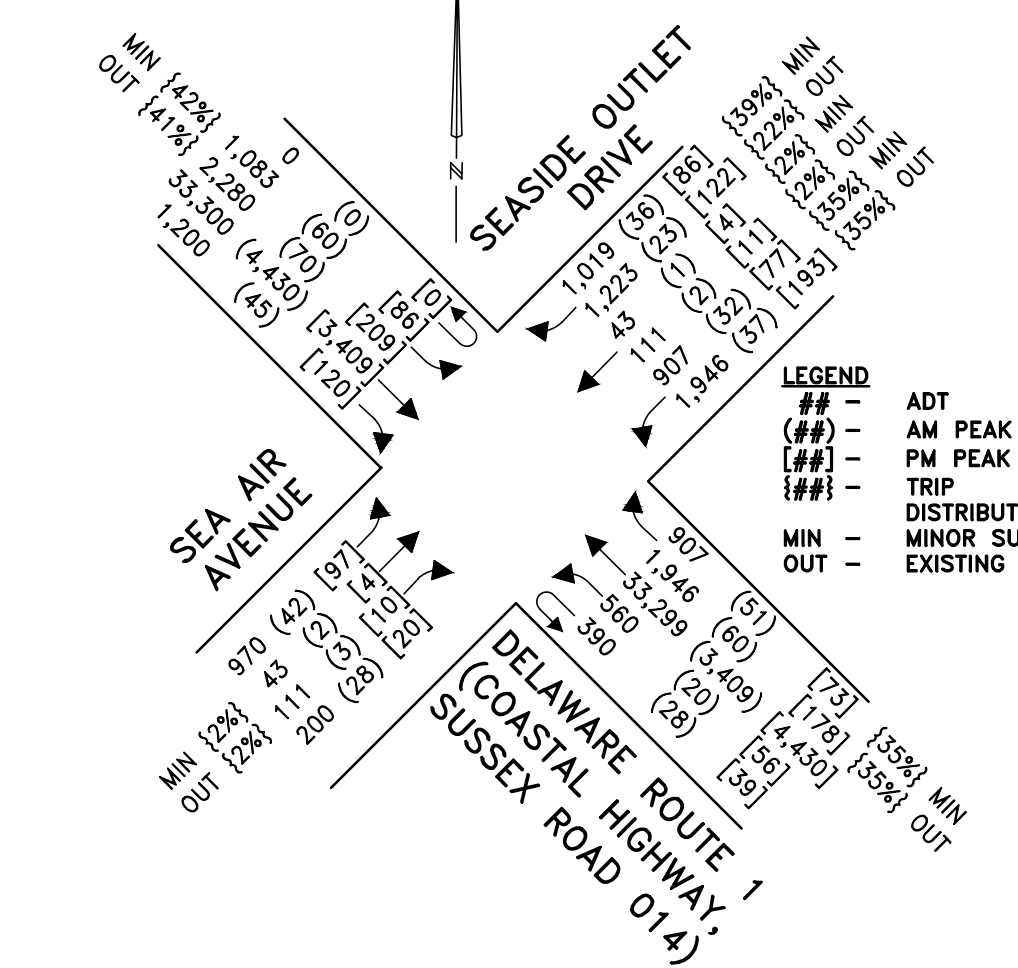 MIN {42%} 1,083 (60) [86]
OUT {41%} 2,280 (70) [209]
0 (0) [0]
33,300 (4,430) [3,409]
1,200 (45) [120]
N
SEASIDE OUTLET
DRIVE
1,019 (36) [86] {39%} MIN
1,223 (23) [122] {22%} OUT
43 (1) [4] {2%} MIN
111 (2) [11] {2%} OUT
907 (32) [77] {35%} MIN
1,946 (37) [193] {35%} OUT
LEGEND
## – ADT
(##) – AM PEAK
[##] – PM PEAK
{##} – TRIP
DISTRIBUT
MIN – MINOR SU
OUT – EXISTING
SEA AIR
AVENUE
970 (42) [97]
MIN {2%} 43 (2) [4]
OUT {2%} 111 (3) [10]
200 (28) [20]
907 (51) [73] {35%} MIN
1,946 (60) [178] {35%} OUT
33,299 (3,409) [4,430]
560 (20) [56]
390 (28) [39]
DELAWARE ROUTE 1
(COASTAL HIGHWAY,
SUSSEX ROAD 014)